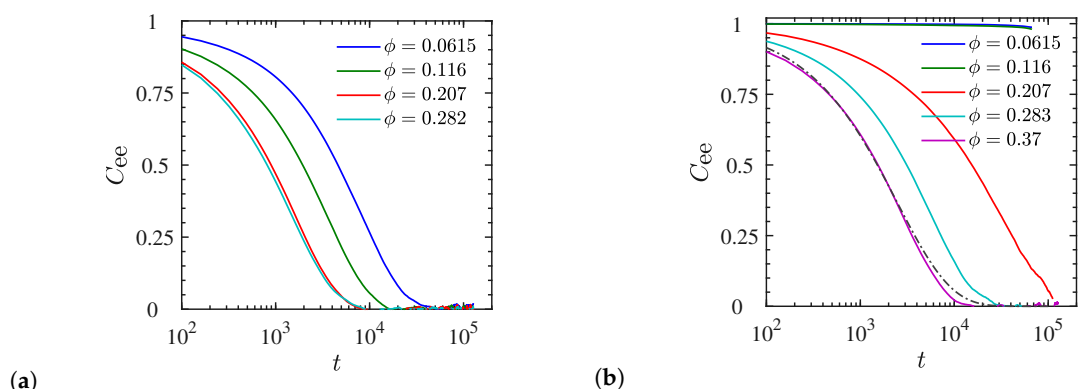 1
0.75
0.5
0.25
0
C_ee
10^2
10^3
10^4
10^5
t
ϕ = 0.0615
ϕ = 0.116
ϕ = 0.207
ϕ = 0.282
(a)
1
0.75
0.5
0.25
0
C_ee
10^2
10^3
10^4
10^5
t
ϕ = 0.0615
ϕ = 0.116
ϕ = 0.207
ϕ = 0.283
ϕ = 0.37
(b)